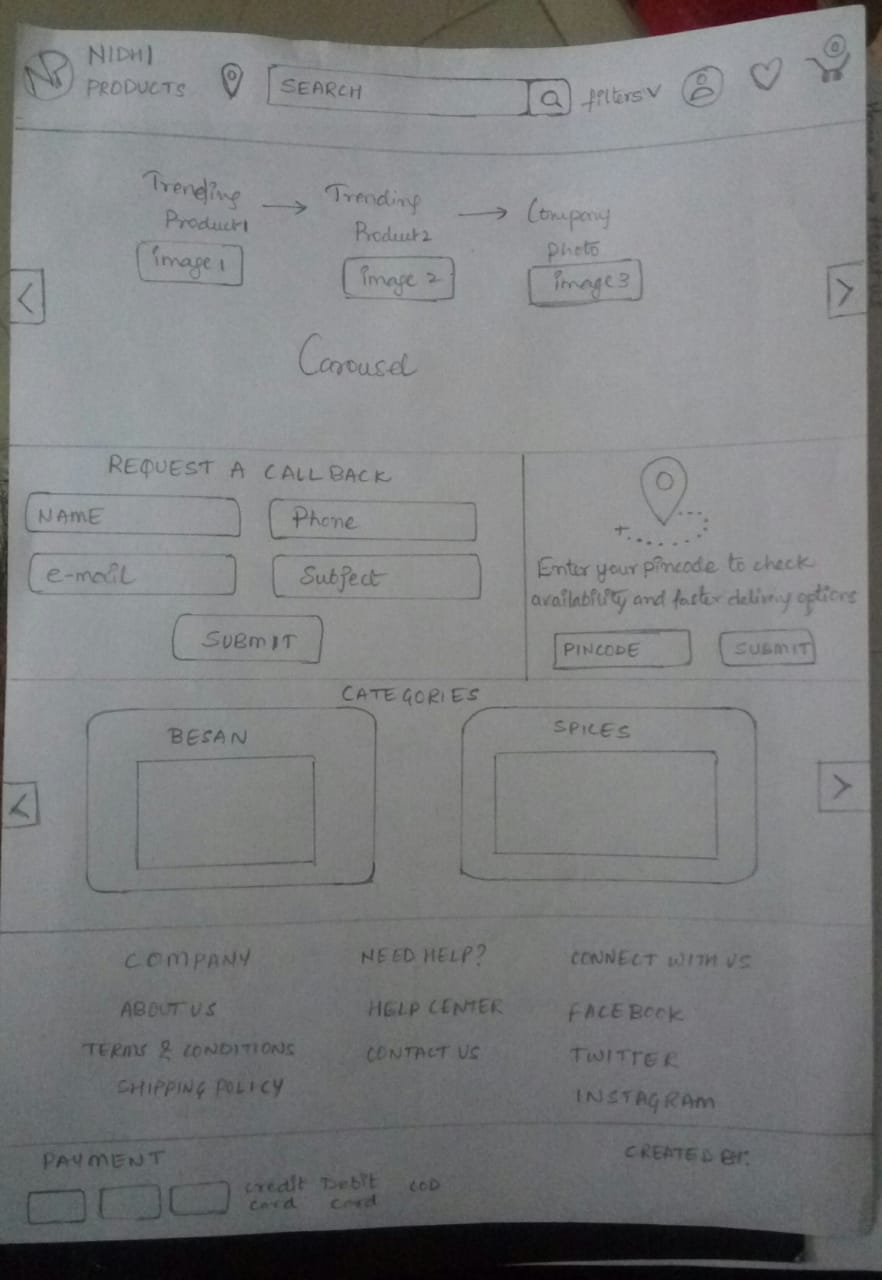 NIDHI
PRODUCTS
SEARCH
filters
Trending
Product1
image 1
Trending
Product2
image 2
Company
photo
image3
Carousel
REQUEST A CALLBACK
NAME
Phone
e-mail
Subject
SUBMIT
Enter your pincode to check
availability and faster delivery options
PINCODE
SUBMIT
CATEGORIES
BESAN
SPICES
COMPANY
ABOUT US
TERMS & CONDITIONS
SHIPPING POLICY
NEED HELP?
HELP CENTER
CONTACT US
CONNECT WITH US
FACEBOOK
TWITTER
INSTAGRAM
PAYMENT
Credit card
Debit card
COD
CREATED BY: